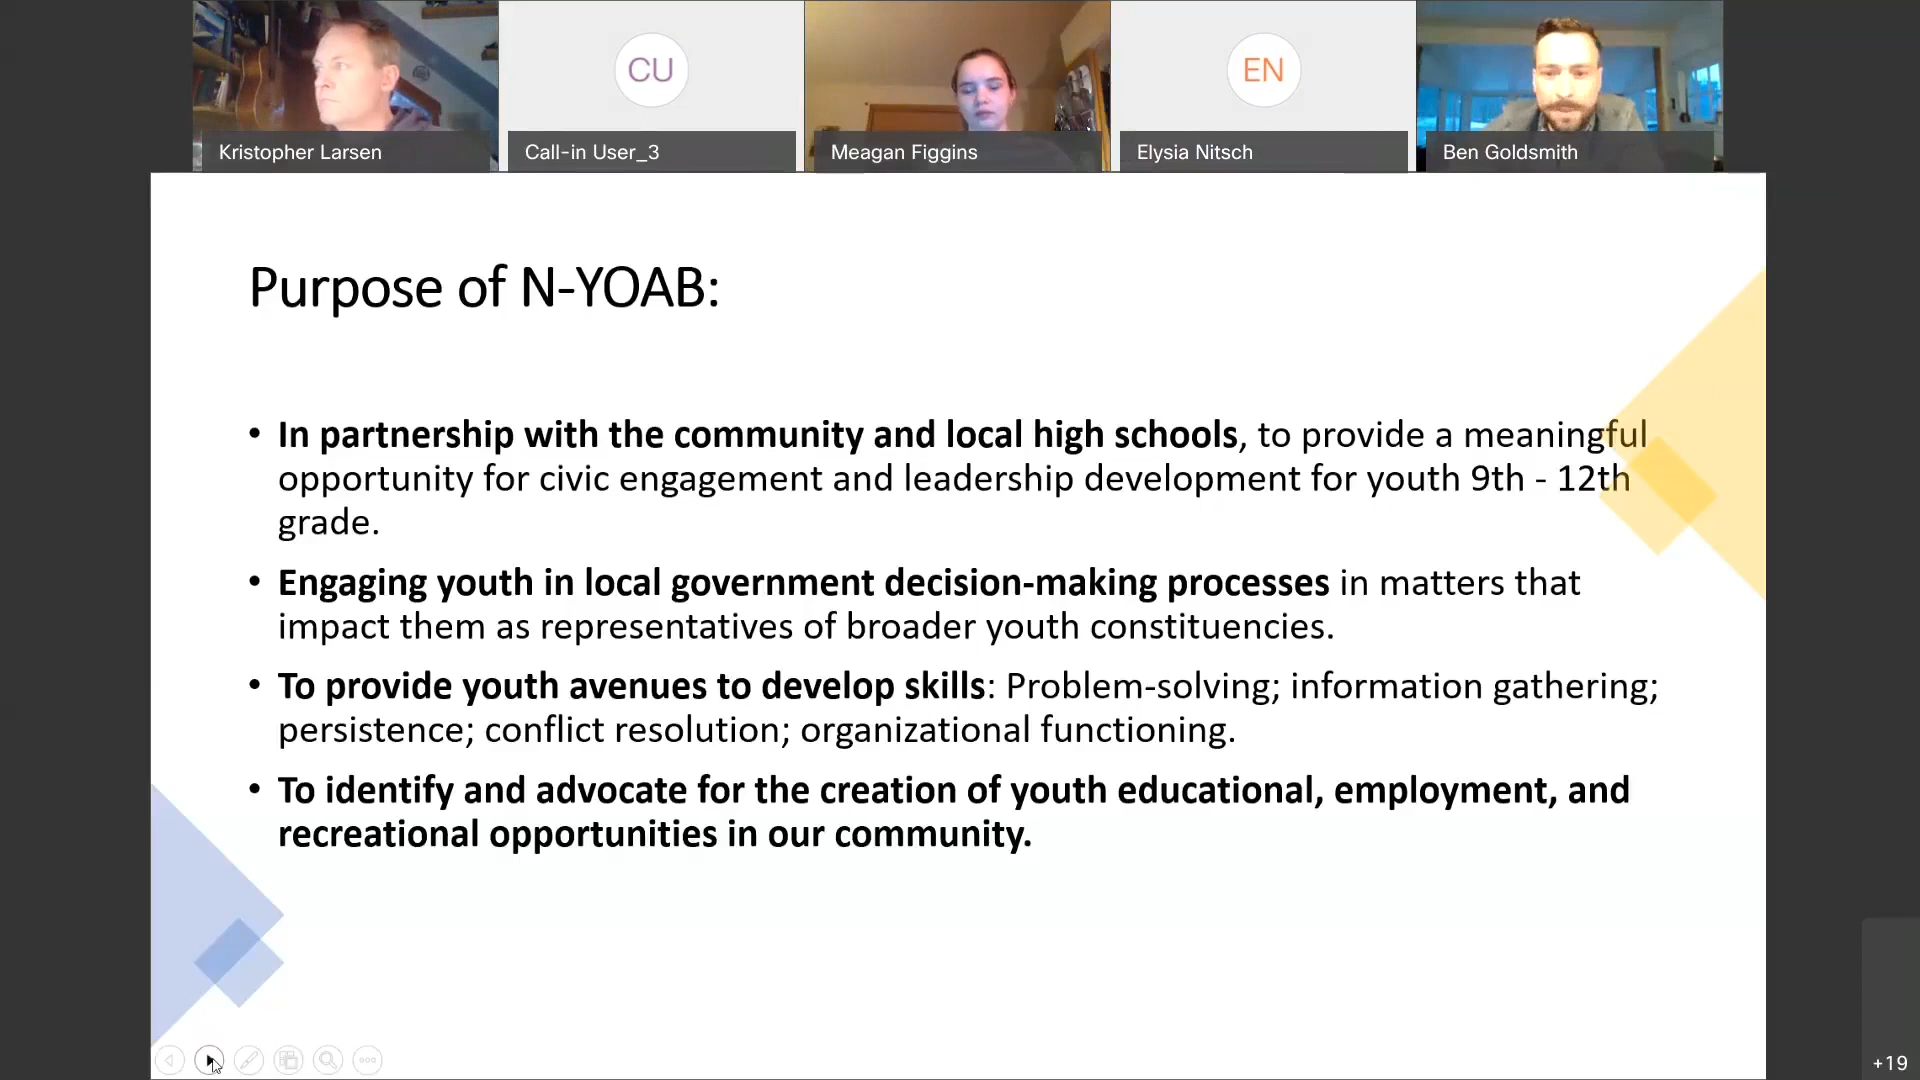 Kristopher Larsen
CU
Call-in User_3
Meagan Figgins
EN
Elysia Nitsch
Ben Goldsmith
Purpose of N-YOAB:
• In partnership with the community and local high schools, to provide a meaningful
opportunity for civic engagement and leadership development for youth 9th - 12th
grade.
• Engaging youth in local government decision-making processes in matters that
impact them as representatives of broader youth constituencies.
• To provide youth avenues to develop skills: Problem-solving; information gathering;
persistence; conflict resolution; organizational functioning.
• To identify and advocate for the creation of youth educational, employment, and
recreational opportunities in our community.
+19